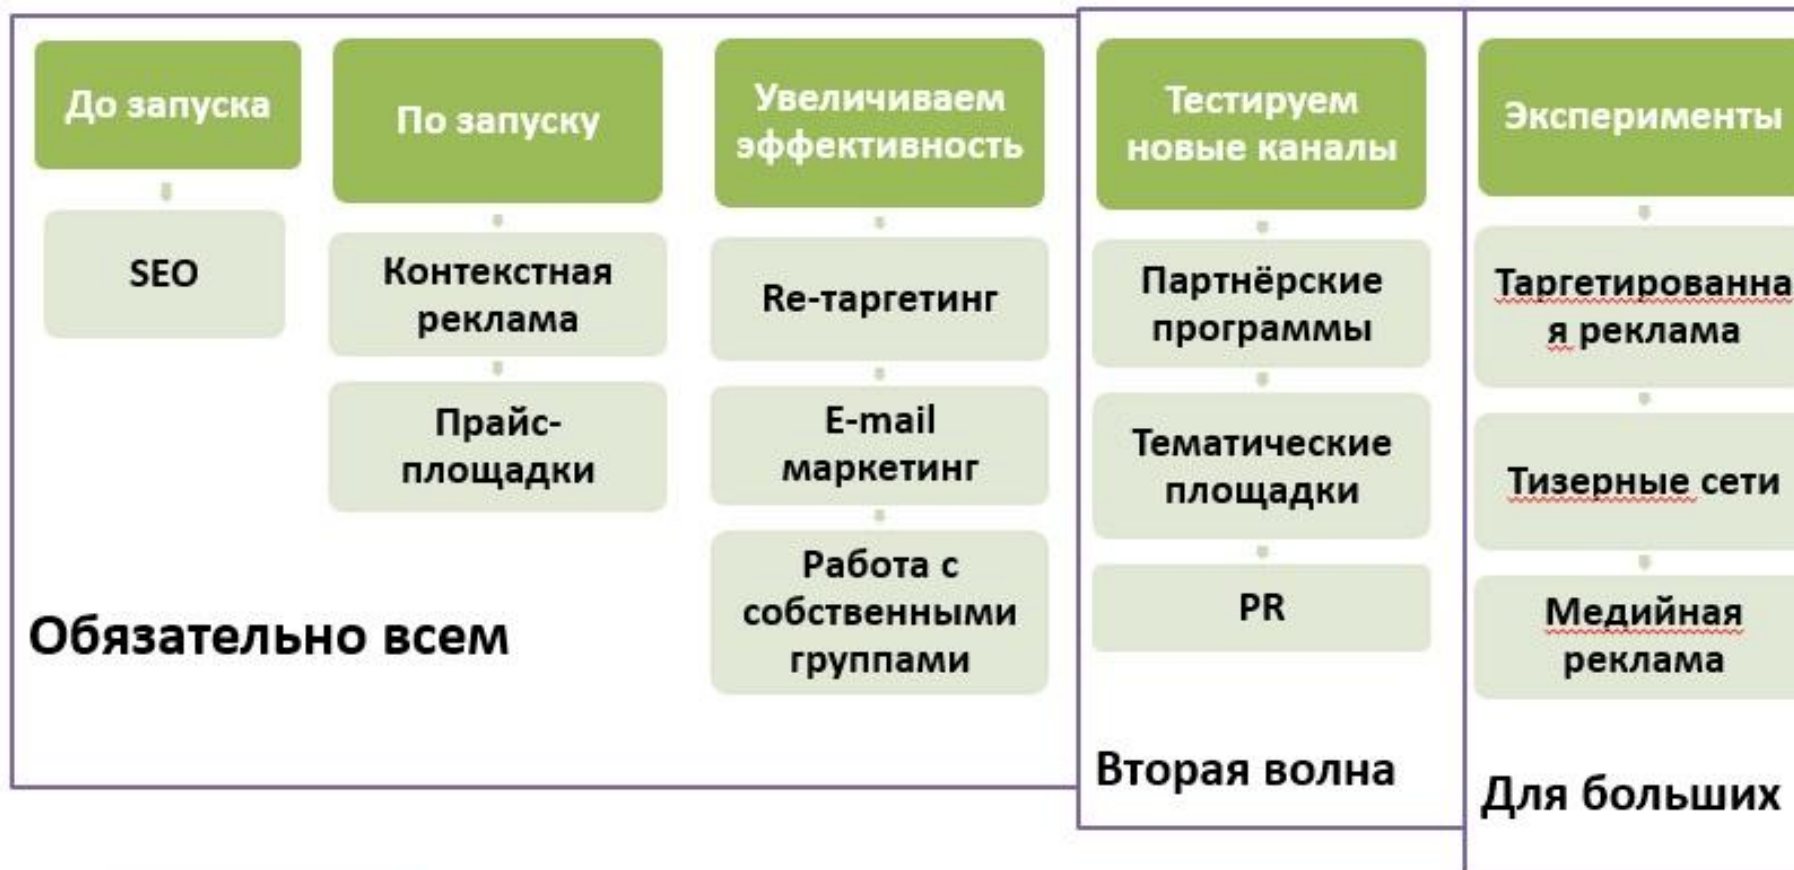 До запуска
SEO
По запуску
Контекстная
реклама
Прайс-
площадки
Увеличиваем
эффективность
Re-таргетинг
E-mail
маркетинг
Работа с
собственными
группами
Обязательно всем
Тестируем
новые каналы
Партнёрские
программы
Тематические
площадки
PR
Вторая волна
Эксперименты
Таргетированна
я реклама
Тизерные сети
Медийная
реклама
Для больших